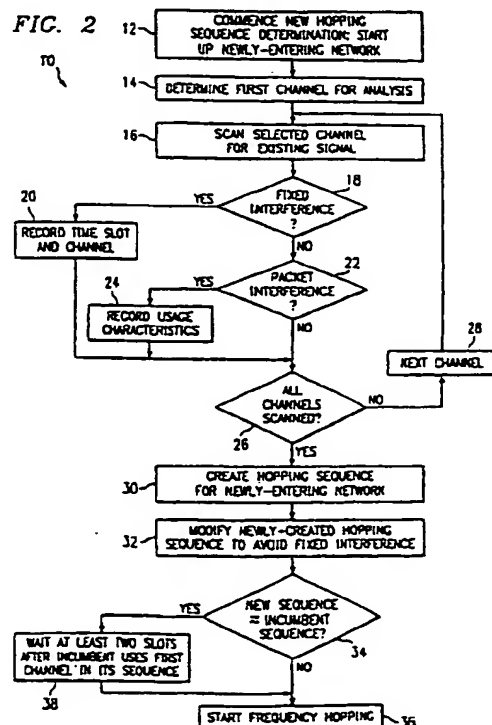 FIG. 2
TO
12
COMMENCE NEW HOPPING
SEQUENCE DETERMINATION; START
UP NEWLY-ENTERING NETWORK
14
DETERMINE FIRST CHANNEL FOR ANALYSIS
16
SCAN SELECTED CHANNEL
FOR EXISTING SIGNAL
18
FIXED
INTERFERENCE
?
YES
NO
20
RECORD TIME SLOT
AND CHANNEL
22
PACKET
INTERFERENCE
?
YES
NO
24
RECORD USAGE
CHARACTERISTICS
28
NEXT CHANNEL
ALL
CHANNELS
SCANNED?
26
NO
YES
30
CREATE HOPPING SEQUENCE
FOR NEWLY-ENTERING NETWORK
32
MODIFY NEWLY-CREATED HOPPING
SEQUENCE TO AVOID FIXED INTERFERENCE
NEW SEQUENCE
= INCUMBENT
SEQUENCE?
34
YES
NO
WAIT AT LEAST TWO SLOTS
AFTER INCUMBENT USES FIRST
CHANNEL IN ITS SEQUENCE
38
START FREQUENCY HOPPING
36